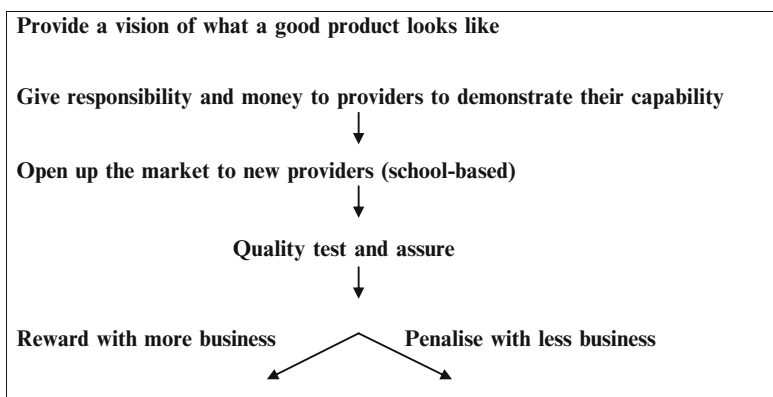 Provide a vision of what a good product looks like
Give responsibility and money to providers to demonstrate their capability
Open up the market to new providers (school-based)
Quality test and assure
Reward with more business
Penalise with less business